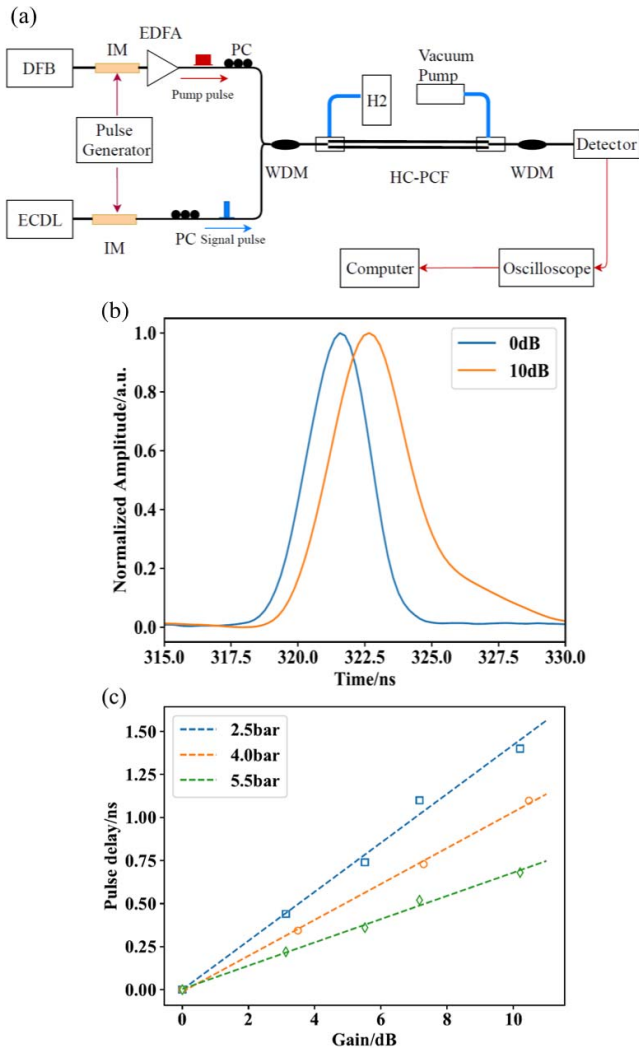 (a)
EDFA
IM
PC
DFB
Pump pulse
Vacuum
Pump
H2
Pulse
Generator
WDM
HC-PCF
WDM
Detector
ECDL
IM
PC
Signal pulse
Computer
Oscilloscope
(b)
1.0
0.8
0.6
0.4
0.2
0.0
Normalized Amplitude/a.u.
0dB
10dB
315.0 317.5 320.0 322.5 325.0 327.5 330.0
Time/ns
(c)
1.50
1.25
1.00
0.75
0.50
0.25
0.00
Pulse delay/ns
2.5bar
4.0bar
5.5bar
0 2 4 6 8 10
Gain/dB